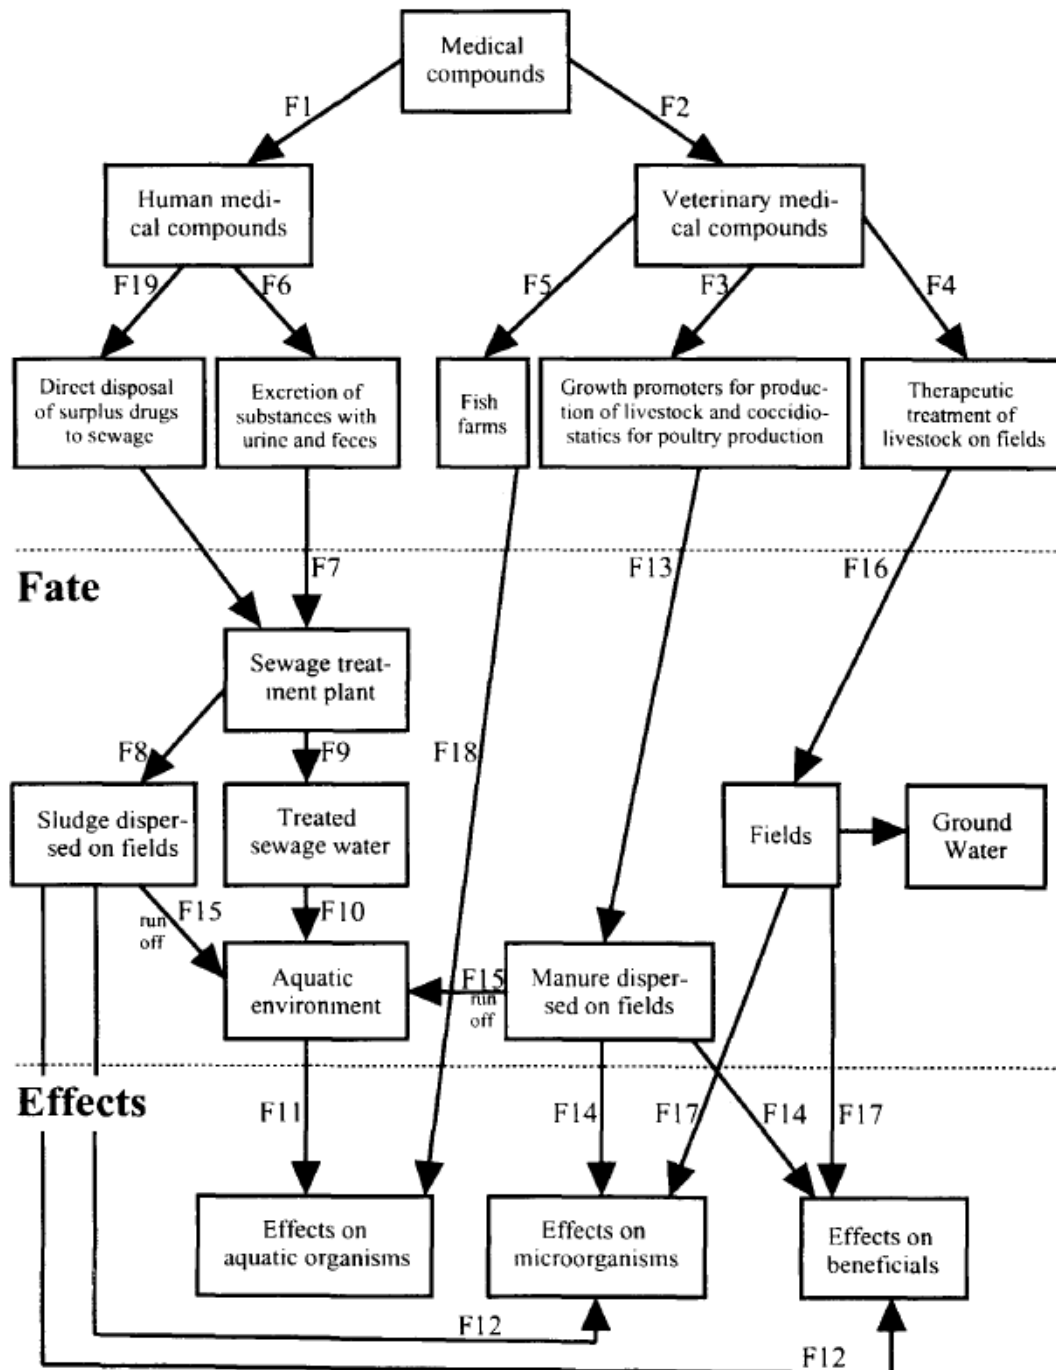 Medical
compounds
F1
F2
Human medi-
cal compounds
Veterinary medi-
cal compounds
F19
F6
F5
F3
F4
Direct disposal
of surplus drugs
to sewage
Excretion of
substances with
urine and feces
Fish
farms
Growth promoters for produc-
tion of livestock and coccidio-
statics for poultry production
Therapeutic
treatment of
livestock on fields
F7
F13
F16
Fate
Sewage treat-
ment plant
F8
F9
F18
Sludge disper-
sed on fields
Treated
sewage water
Fields
Ground
Water
F15
run
off
F10
Aquatic
environment
F15
run
off
Manure disper-
sed on fields
Effects
F11
F14
F17
F14
F17
Effects on
aquatic organisms
Effects on
microorganisms
Effects on
beneficials
F12
F12